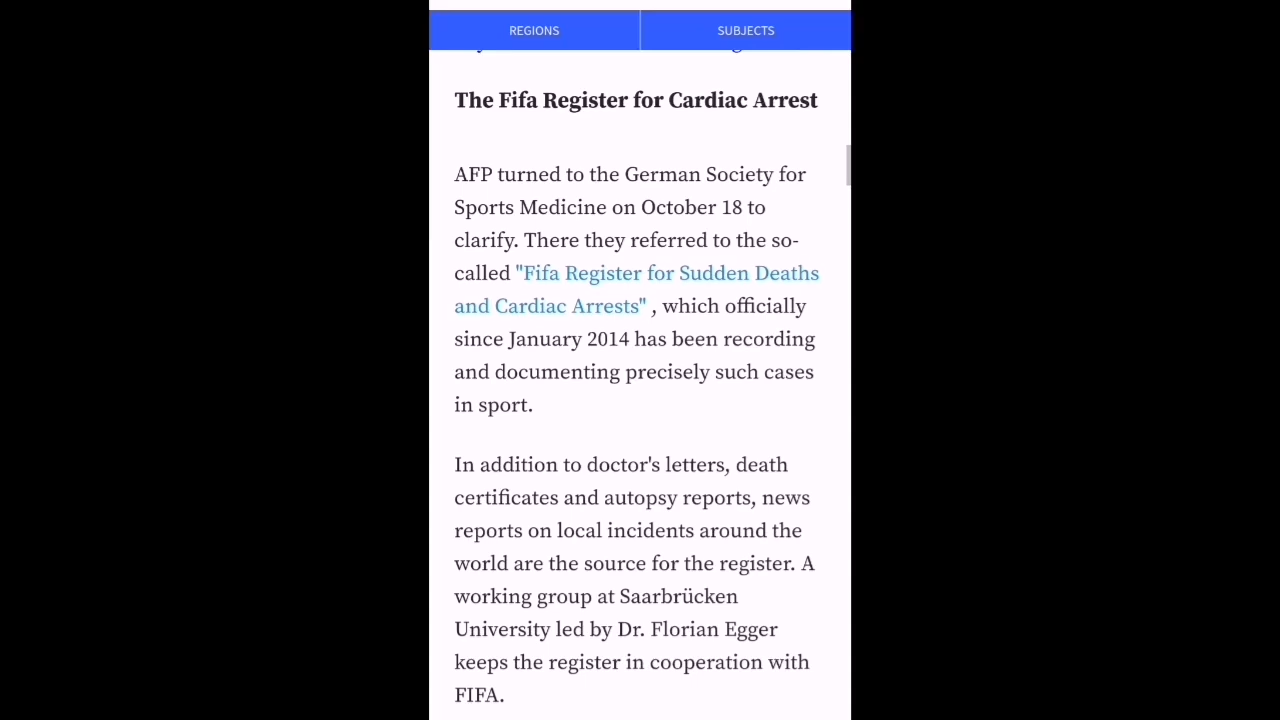 REGIONS
SUBJECTS
The Fifa Register for Cardiac Arrest
AFP turned to the German Society for
Sports Medicine on October 18 to
clarify. There they referred to the so-
called "Fifa Register for Sudden Deaths
and Cardiac Arrests" , which officially
since January 2014 has been recording
and documenting precisely such cases
in sport.
In addition to doctor's letters, death
certificates and autopsy reports, news
reports on local incidents around the
world are the source for the register. A
working group at Saarbrücken
University led by Dr. Florian Egger
keeps the register in cooperation with
FIFA.